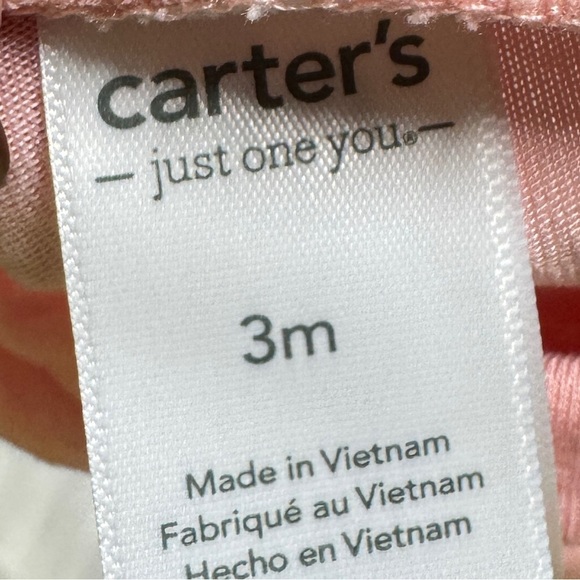 carter's
— just one you®—
3m
Made in Vietnam
Fabriqué au Vietnam
Hecho en Vietnam